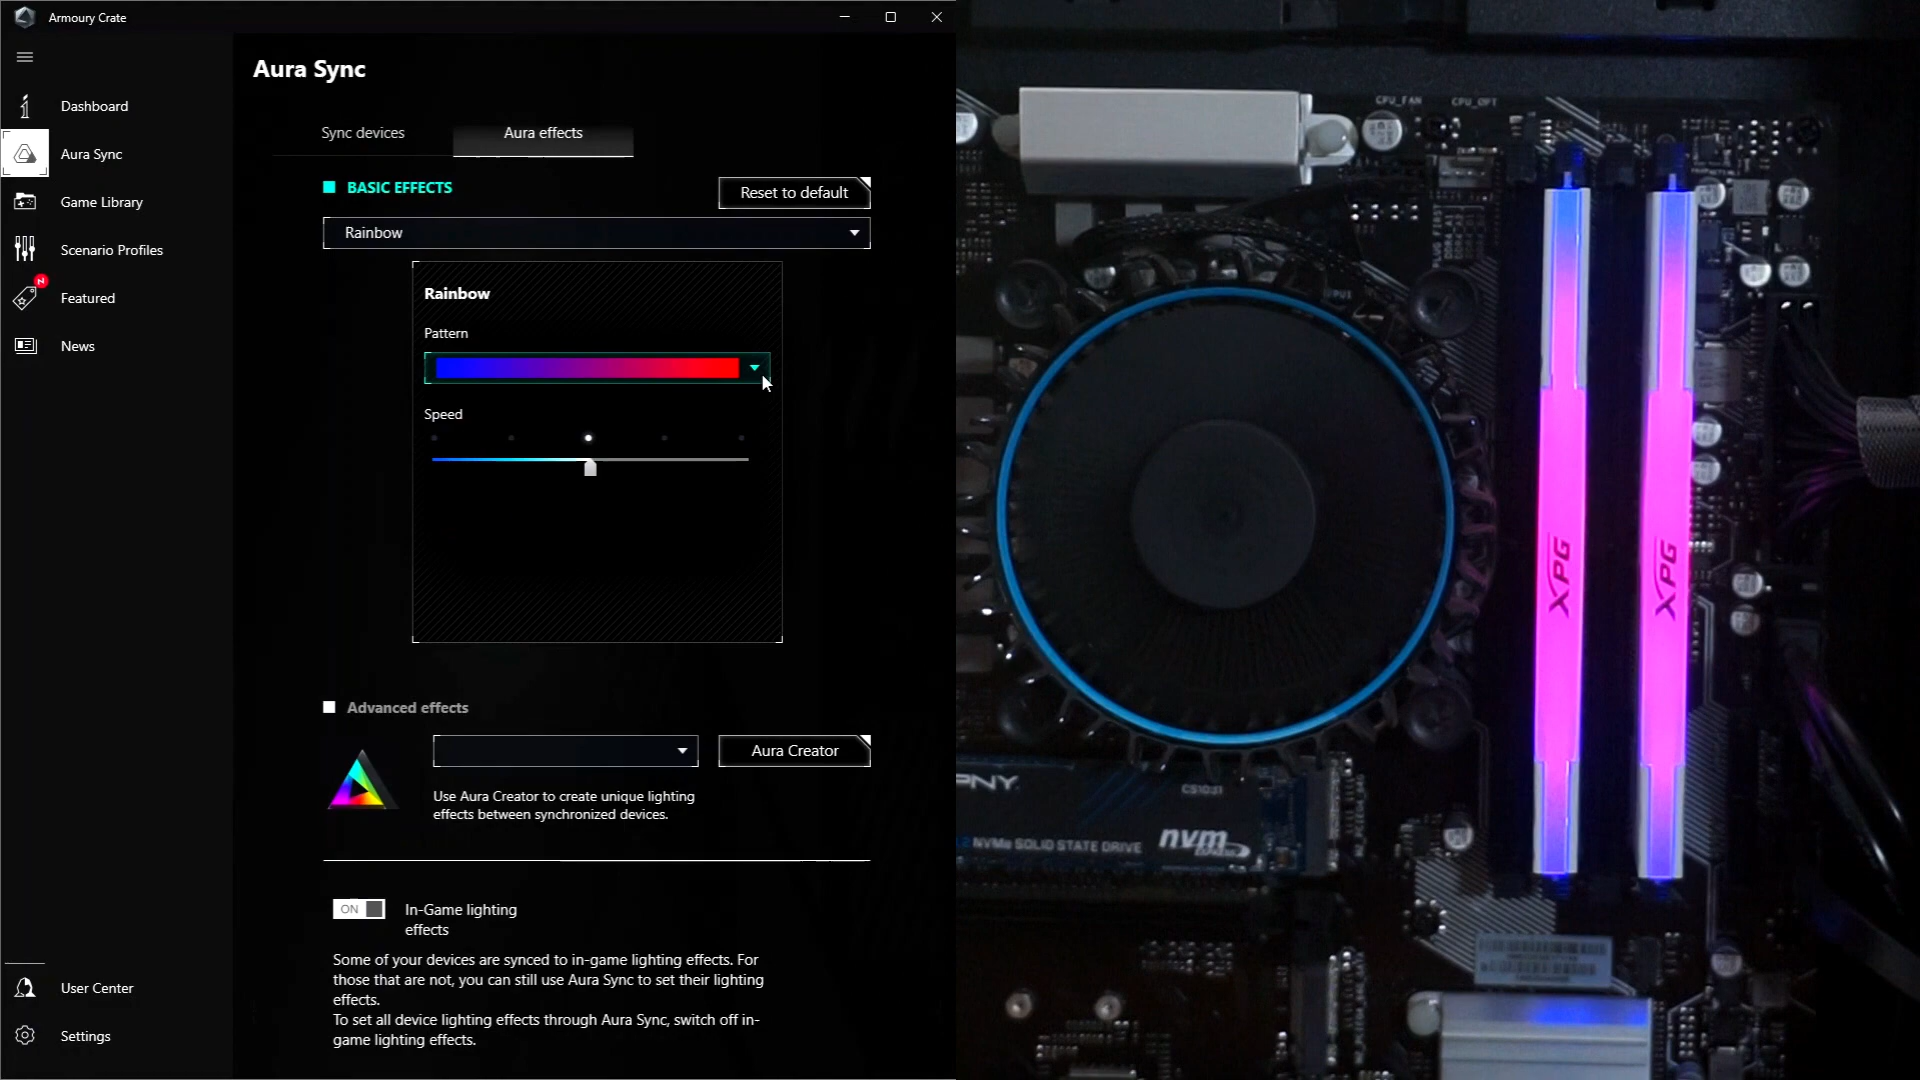 Armoury Crate
Aura Sync
Dashboard
Aura Sync
Game Library
Scenario Profiles
Featured
N
News
User Center
Settings
Sync devices
Aura effects
BASIC EFFECTS
Reset to default
Rainbow
Rainbow
Pattern
Speed
Advanced effects
Aura Creator
Use Aura Creator to create unique lighting
effects between synchronized devices.
ON
In-Game lighting
effects
Some of your devices are synced to in-game lighting effects. For
those that are not, you can still use Aura Sync to set their lighting
effects.
To set all device lighting effects through Aura Sync, switch off in-
game lighting effects.
CPU_FAN
CPU_OPT
XPG
XPG
PNY
CS1031
NVMe SOLID STATE DRIVE
nvm
EXPRESS